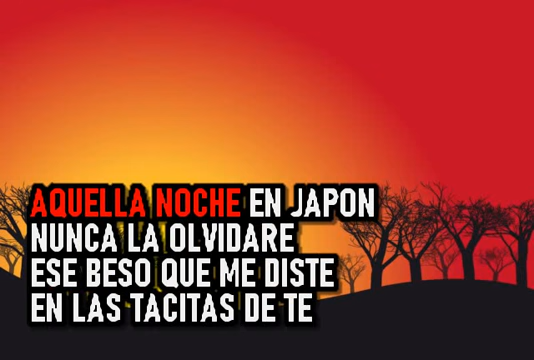 AQUELLA NOCHE EN JAPON
NUNCA LA OLVIDARE
ESE BESO QUE ME DISTE
EN LAS TACITAS DE TE